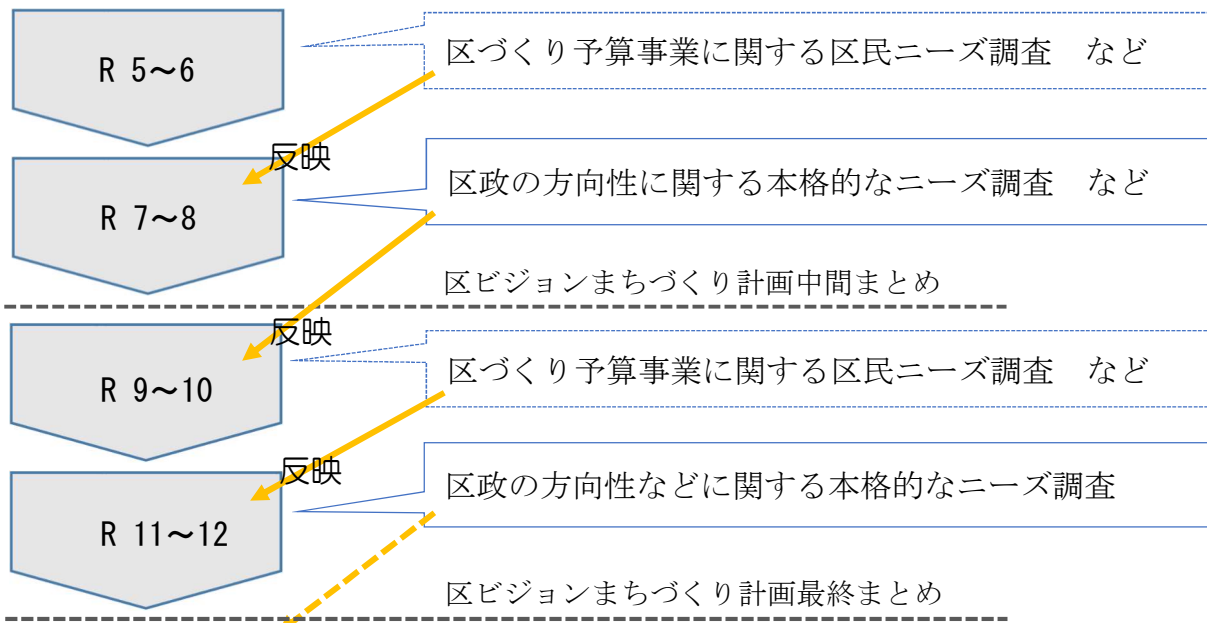 R 5～6
区づくり予算事業に関する区民ニーズ調査　など
反映
R 7～8
区政の方向性に関する本格的なニーズ調査　など
区ビジョンまちづくり計画中間まとめ
反映
R 9～10
区づくり予算事業に関する区民ニーズ調査　など
反映
R 11～12
区政の方向性などに関する本格的なニーズ調査
区ビジョンまちづくり計画最終まとめ